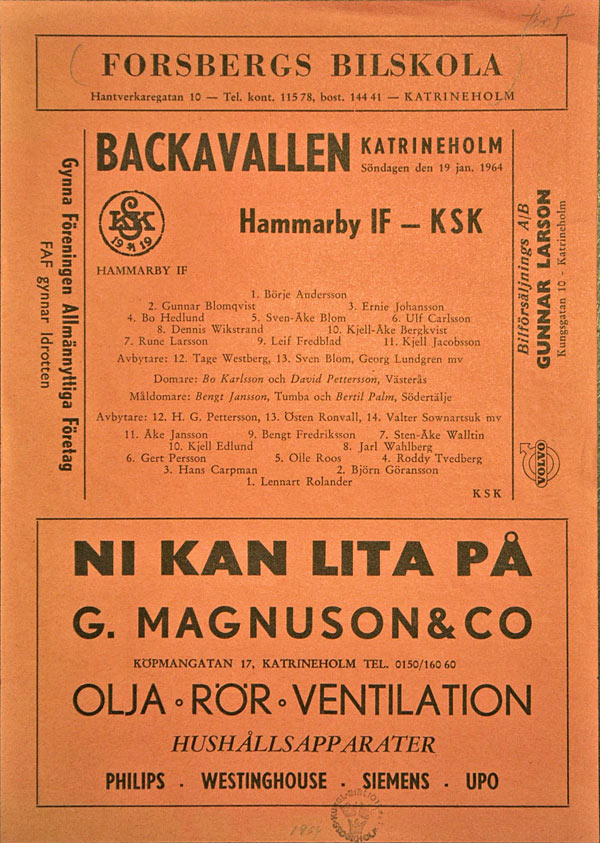 FORSBERGS BILSKOLA
Hantverkaregatan 10 — Tel. kont. 115 78, bost. 144 41 — KATRINEHOLM
Gynna Föreningen Allmännyttiga Företag
FAF gynnar Idrotten
BACKAVALLEN KATRINEHOLM
Söndagen den 19 jan. 1964
KSK
1919
Hammarby IF — KSK
HAMMARBY IF
1. Börje Andersson
2. Gunnar Blomqvist 3. Ernie Johansson
4. Bo Hedlund 5. Sven-Åke Blom 6. Ulf Carlsson
8. Dennis Wikstrand 10. Kjell-Åke Bergkvist
7. Rune Larsson 9. Leif Fredblad 11. Kjell Jacobsson
Avbytare: 12. Tage Westberg, 13. Sven Blom, Georg Lundgren mv
Domare: Bo Karlsson och David Pettersson, Västerås
Måldomare: Bengt Jansson, Tumba och Bertil Palm, Södertälje
Avbytare: 12. H. G. Pettersson, 13. Östen Ronvall, 14. Valter Sownartsuk mv
11. Åke Jansson 9. Bengt Fredriksson 7. Sten-Åke Walltin
10. Kjell Edlund 8. Jarl Wahlberg
6. Gert Persson 5. Olle Roos 4. Roddy Tvedberg
3. Hans Carpman 2. Björn Göransson
1. Lennart Rolander
KSK
Bilförsäljnings A/B
GUNNAR LARSON
Kungsgatan 10 - Katrineholm
VOLVO
NI KAN LITA PÅ
G. MAGNUSON & CO
KÖPMANGATAN 17, KATRINEHOLM TEL. 0150/160 60
OLJA • RÖR • VENTILATION
HUSHÅLLSAPPARATER
PHILIPS . WESTINGHOUSE . SIEMENS . UPO